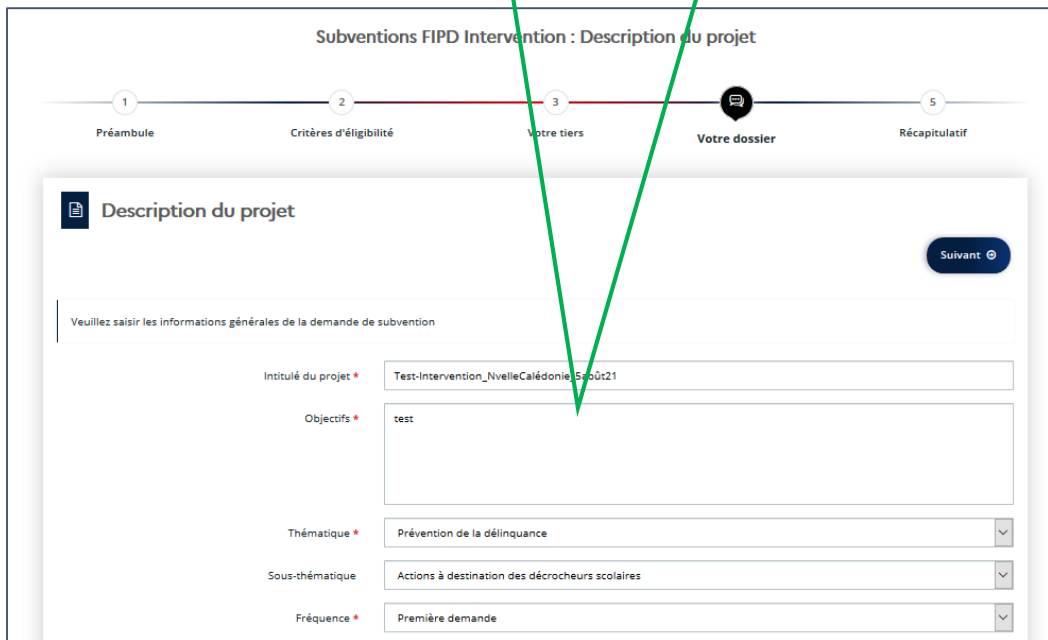 Subventions FIPD Intervention : Description du projet
1 2 3 5
Préambule Critères d'éligibilité Votre tiers Votre dossier Récapitulatif
Description du projet
Suivant
Veuillez saisir les informations générales de la demande de subvention
Intitulé du projet * Test-Intervention_NvelleCalédonie_5août21
Objectifs * test
Thématique * Prévention de la délinquance
Sous-thématique Actions à destination des décrocheurs scolaires
Fréquence * Première demande